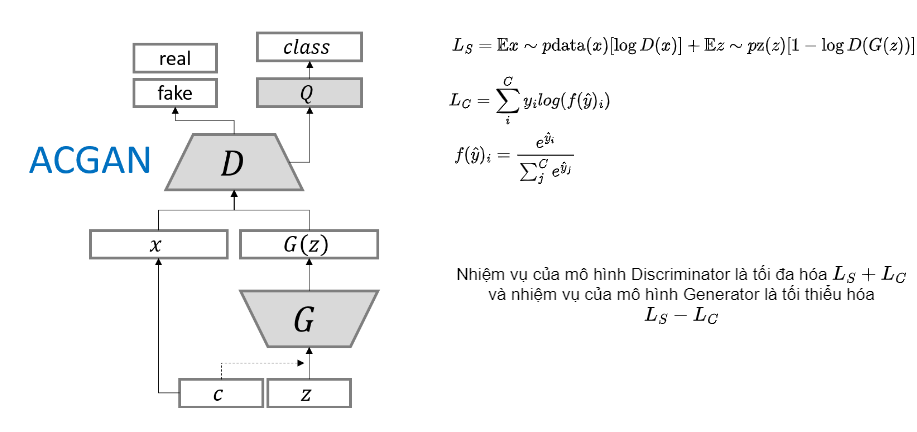 real
fake
class
Q
ACGAN
D
x
G(z)
G
c
z
L_S = 𝔼x ∼ pdata(x)[log D(x)] + 𝔼z ∼ pz(z)[1 − log D(G(z))]
L_C = ∑_i^C y_i log(f(ŷ)_i)
f(ŷ)_i = e^{ŷ_i} / ∑_j^C e^{ŷ_j}
Nhiệm vụ của mô hình Discriminator là tối đa hóa L_S + L_C
và nhiệm vụ của mô hình Generator là tối thiểu hóa
L_S − L_C